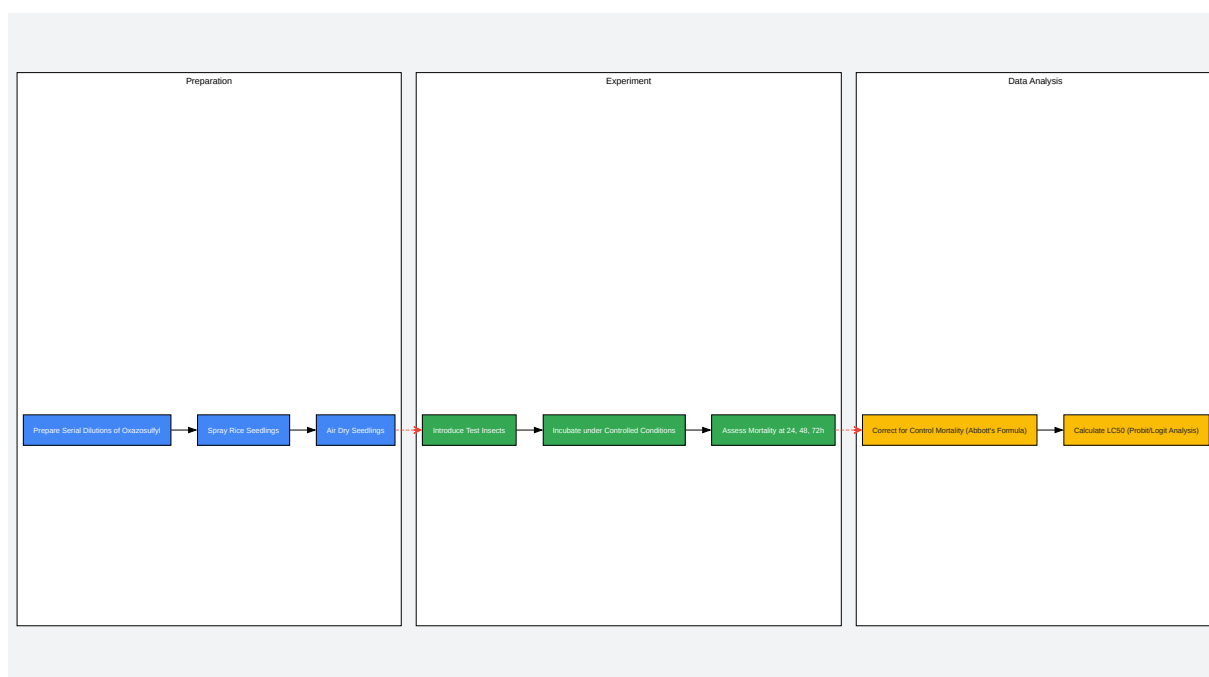 Preparation
Experiment
Data Analysis
Prepare Serial Dilutions of Oxazosulfyl
Spray Rice Seedlings
Air Dry Seedlings
Introduce Test Insects
Incubate under Controlled Conditions
Assess Mortality at 24, 48, 72h
Correct for Control Mortality (Abbott's Formula)
Calculate LC50 (Probit/Logit Analysis)